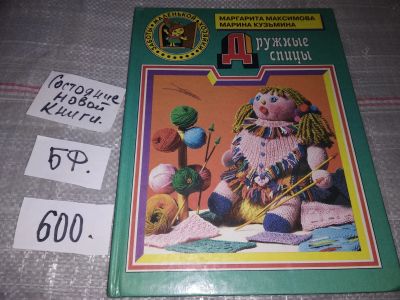 МАРГАРИТА МАКСИМОВА
МАРИНА КУЗЬМИНА
Дружные
спицы
Состояние
новой
книги.
БФ.
600.